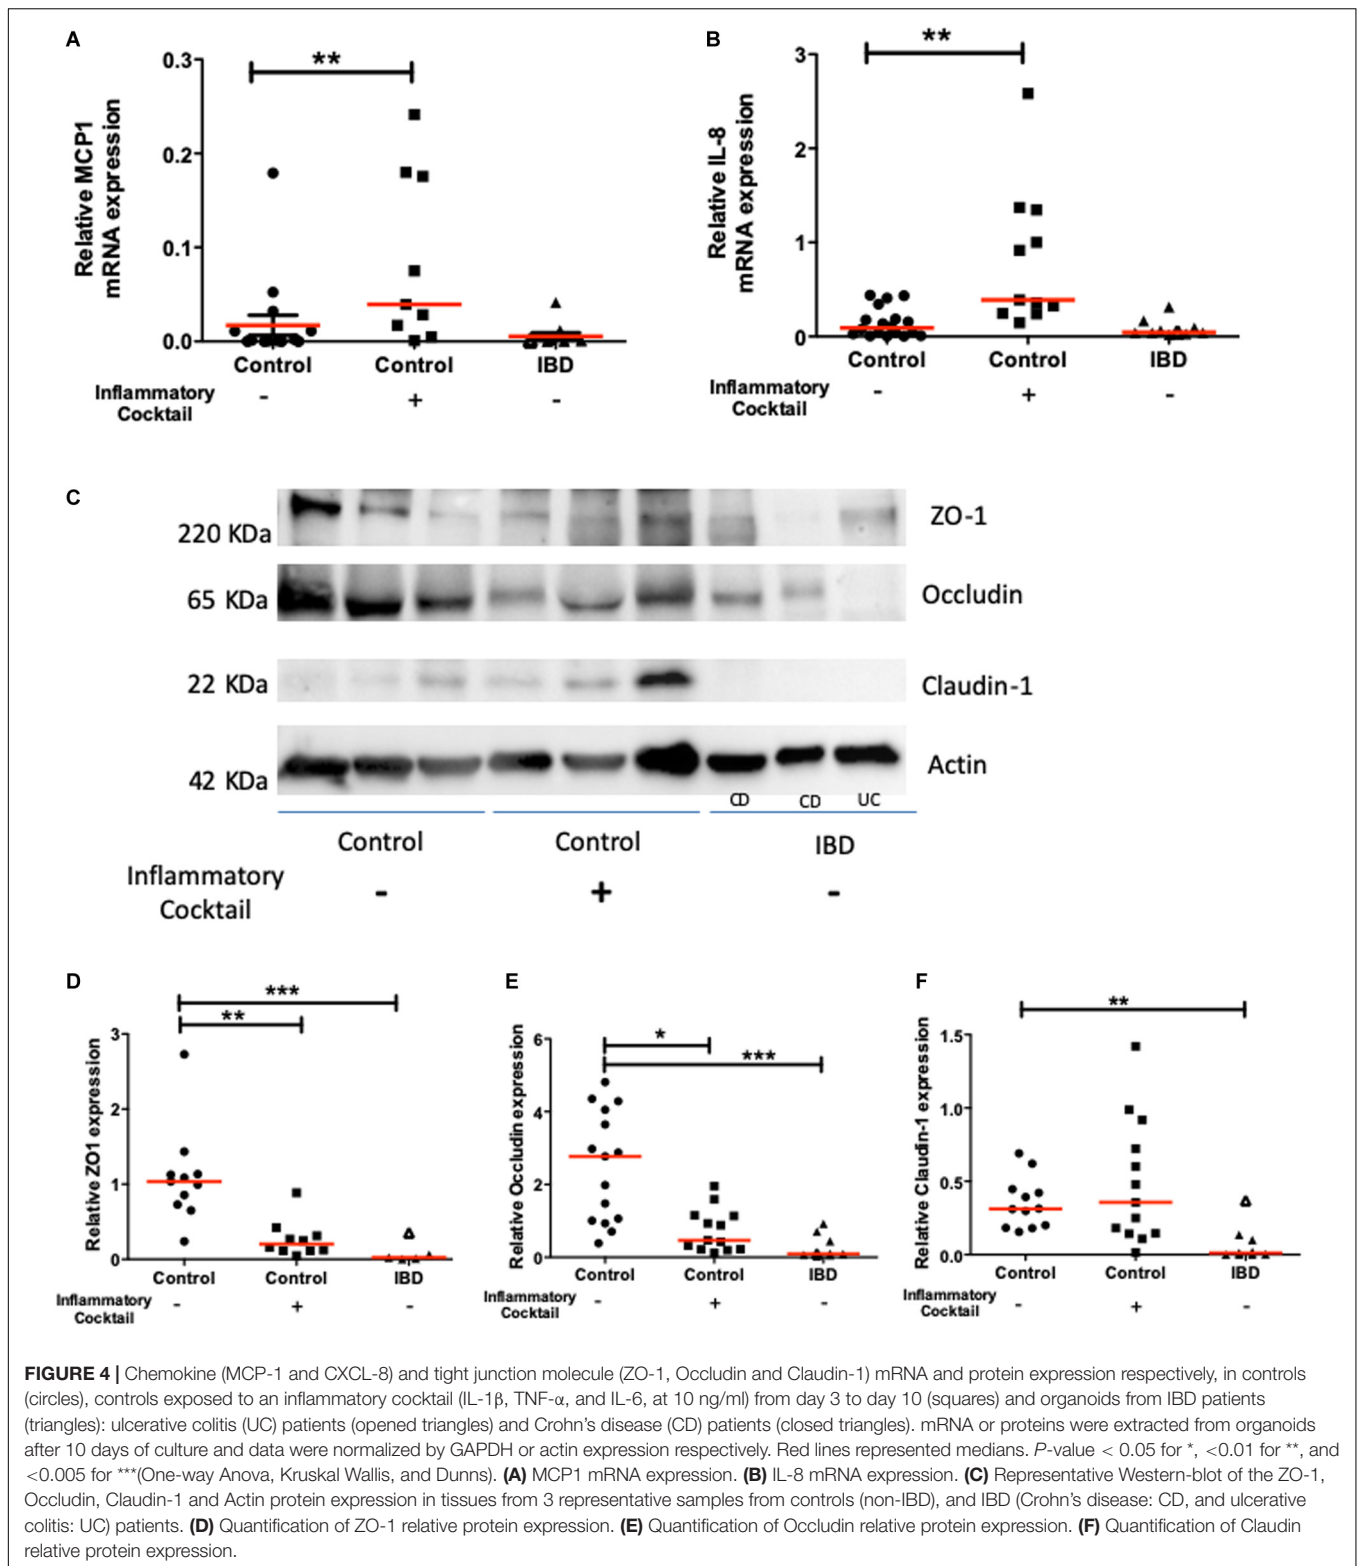 A
**
0.3
0.2
0.1
0.0
Relative MCP1
mRNA expression
Control
Control
IBD
Inflammatory
Cocktail
-
+
-
B
**
3
2
1
0
Relative IL-8
mRNA expression
Control
Control
IBD
Inflammatory
Cocktail
-
+
-
C
220 KDa
ZO-1
65 KDa
Occludin
22 KDa
Claudin-1
42 KDa
Actin
CD
CD
UC
Control
Control
IBD
Inflammatory
Cocktail
-
+
-
D
***
**
3
2
1
0
Relative ZO1 expression
Control
Control
IBD
Inflammatory
Cocktail
-
+
-
E
*
***
6
4
2
0
Relative Occludin expression
Control
Control
IBD
Inflammatory
Cocktail
-
+
-
F
**
1.5
1.0
0.5
0.0
Relative Claudin-1 expression
Control
Control
IBD
Inflammatory
Cocktail
-
+
-
FIGURE 4 | Chemokine (MCP-1 and CXCL-8) and tight junction molecule (ZO-1, Occludin and Claudin-1) mRNA and protein expression respectively, in controls
(circles), controls exposed to an inflammatory cocktail (IL-1β, TNF-α, and IL-6, at 10 ng/ml) from day 3 to day 10 (squares) and organoids from IBD patients
(triangles): ulcerative colitis (UC) patients (opened triangles) and Crohn's disease (CD) patients (closed triangles). mRNA or proteins were extracted from organoids
after 10 days of culture and data were normalized by GAPDH or actin expression respectively. Red lines represented medians. P-value < 0.05 for *, <0.01 for **, and
<0.005 for ***(One-way Anova, Kruskal Wallis, and Dunns). (A) MCP1 mRNA expression. (B) IL-8 mRNA expression. (C) Representative Western-blot of the ZO-1,
Occludin, Claudin-1 and Actin protein expression in tissues from 3 representative samples from controls (non-IBD), and IBD (Crohn's disease: CD, and ulcerative
colitis: UC) patients. (D) Quantification of ZO-1 relative protein expression. (E) Quantification of Occludin relative protein expression. (F) Quantification of Claudin
relative protein expression.